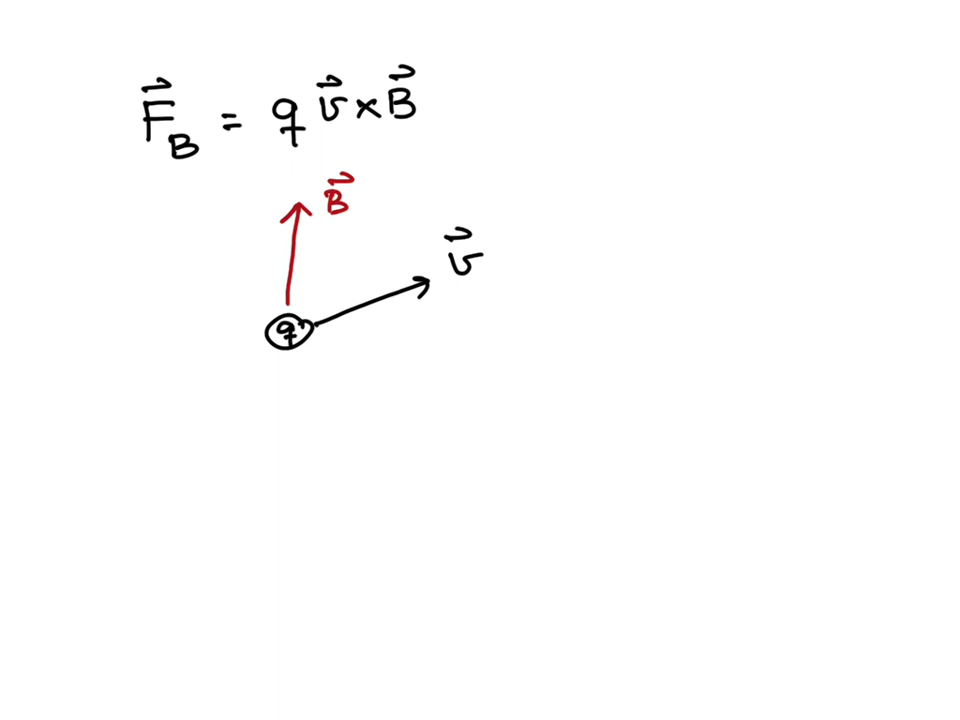 F⃗_B = q v⃗ × B⃗
B⃗
v⃗
q